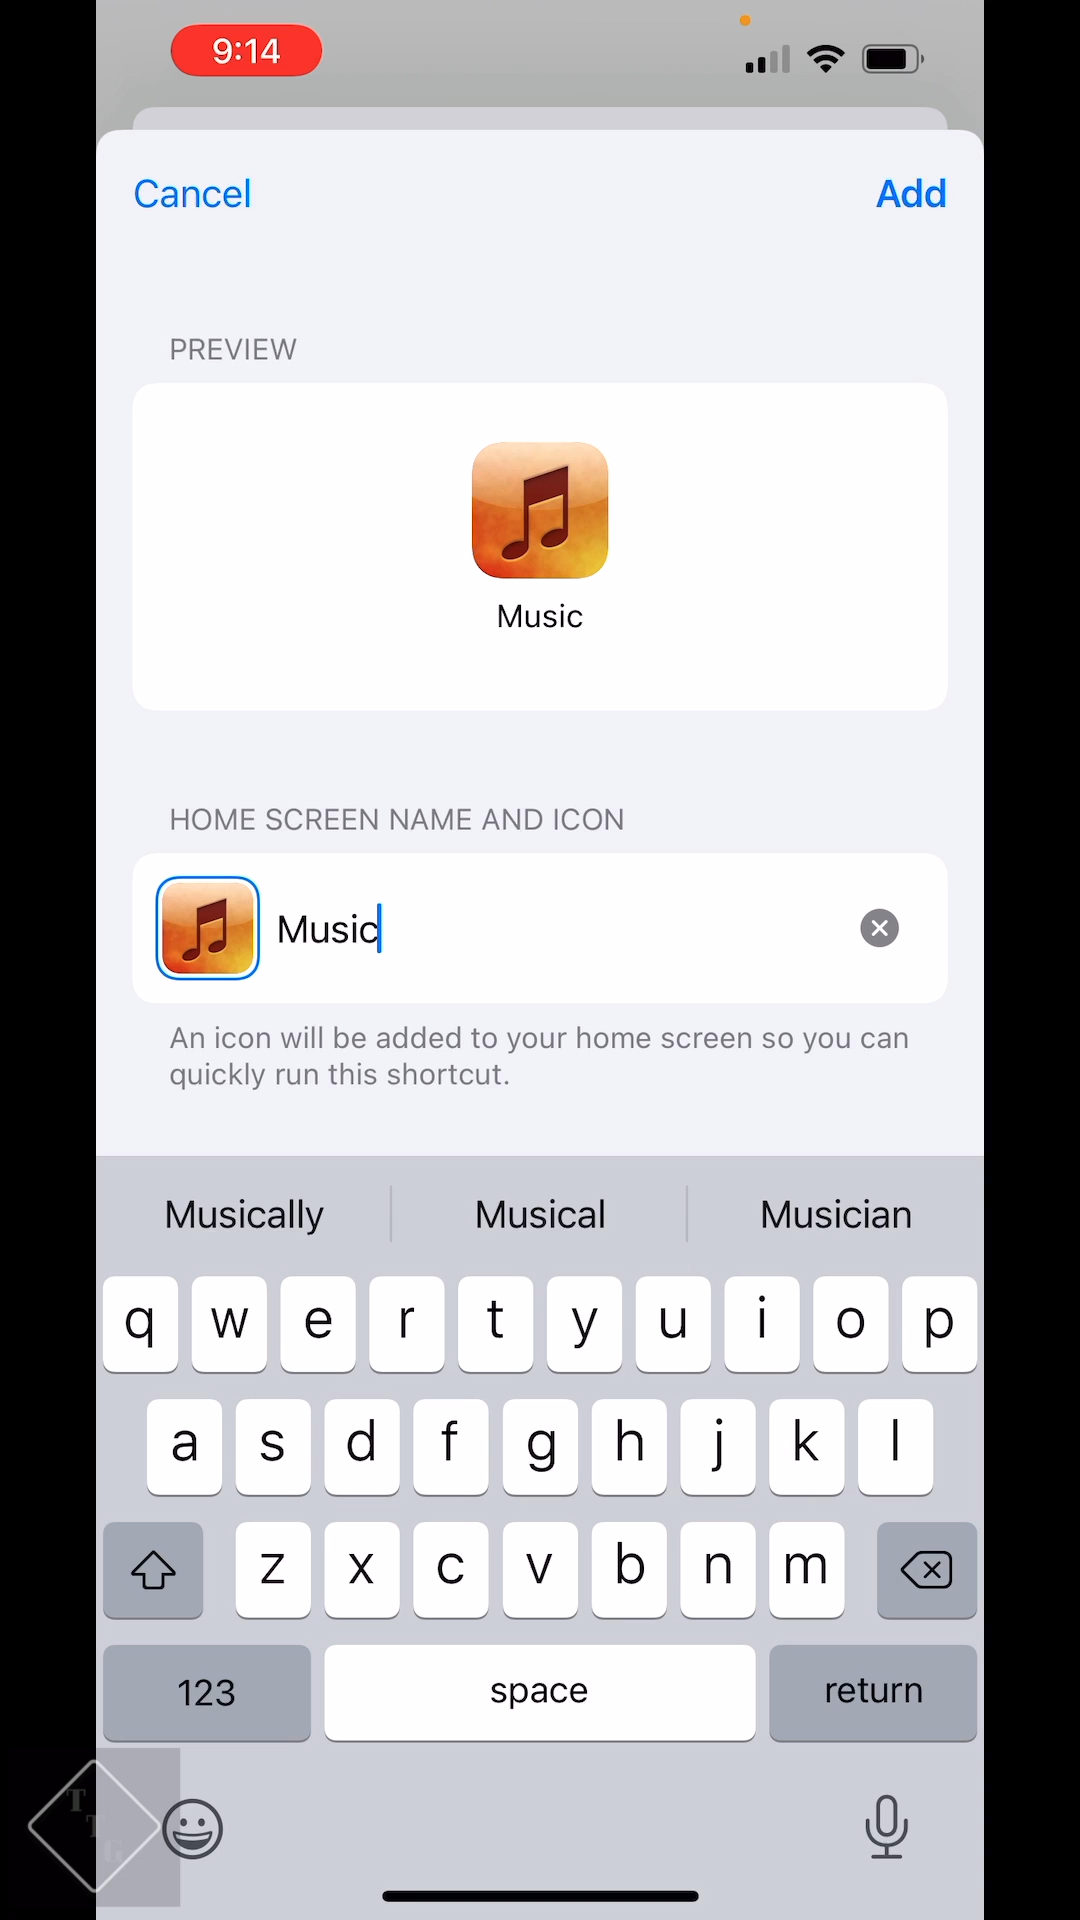 9:14
Cancel
Add
PREVIEW
Music
HOME SCREEN NAME AND ICON
Music
An icon will be added to your home screen so you can
quickly run this shortcut.
Musically Musical Musician
q w e r t y u i o p
a s d f g h j k l
z x c v b n m
123 space return
T
T
G